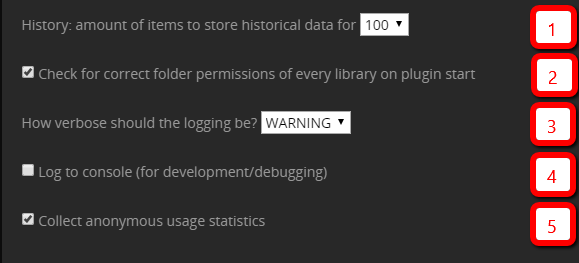 History: amount of items to store historical data for 100 1
Check for correct folder permissions of every library on plugin start 2
How verbose should the logging be? WARNING 3
Log to console (for development/debugging) 4
Collect anonymous usage statistics 5